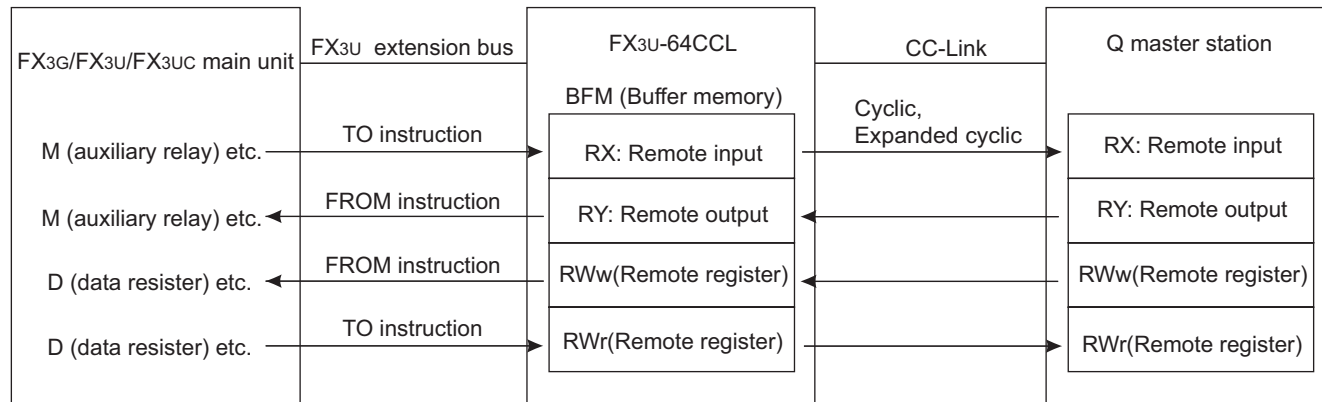 FX3G/FX3U/FX3UC main unit
FX3U extension bus
FX3U-64CCL
CC-Link
Q master station
BFM (Buffer memory)
Cyclic,
Expanded cyclic
M (auxiliary relay) etc.
TO instruction
RX: Remote input
RX: Remote input
M (auxiliary relay) etc.
FROM instruction
RY: Remote output
RY: Remote output
D (data resister) etc.
FROM instruction
RWw(Remote register)
RWw(Remote register)
D (data resister) etc.
TO instruction
RWr(Remote register)
RWr(Remote register)